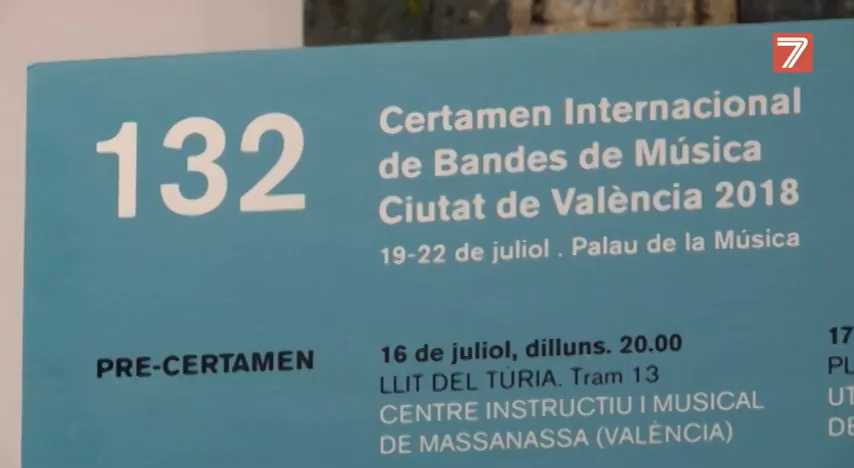 7
132
Certamen Internacional
de Bandes de Música
Ciutat de València 2018
19-22 de juliol . Palau de la Música
PRE-CERTAMEN
16 de juliol, dilluns. 20.00
LLIT DEL TÚRIA. Tram 13
CENTRE INSTRUCTIU I MUSICAL
DE MASSANASSA (VALÈNCIA)
17